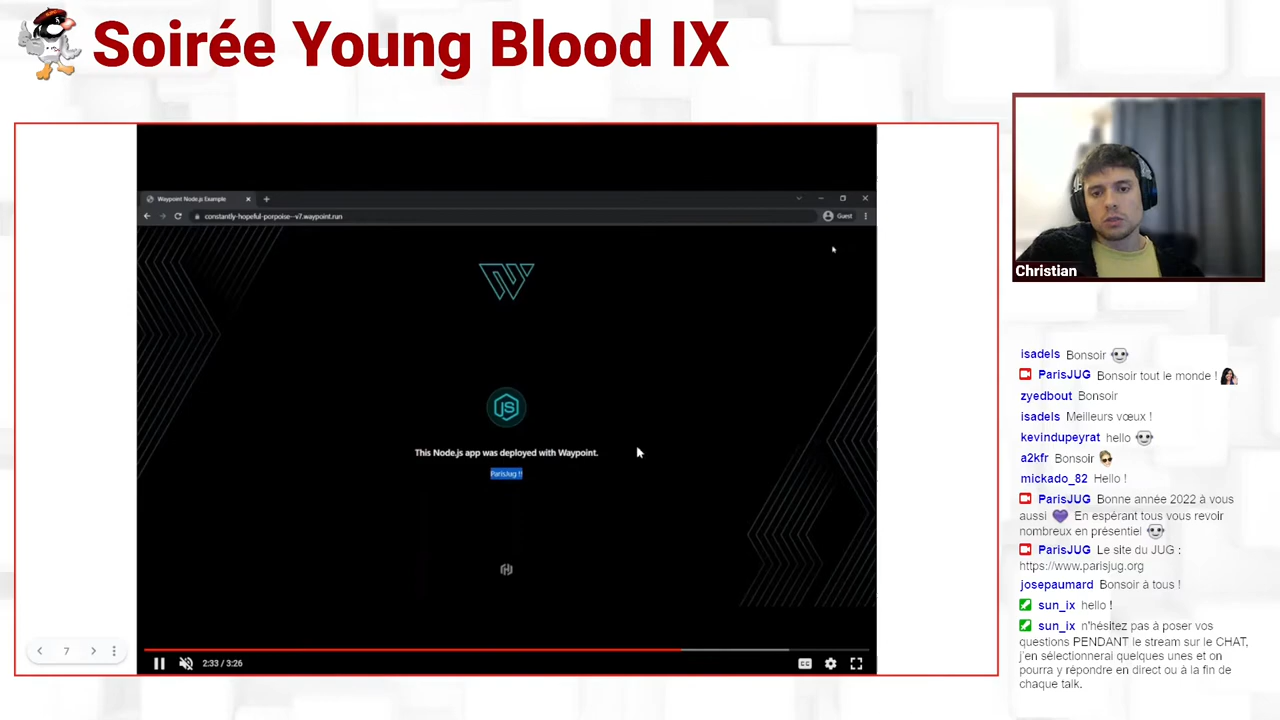 Soirée Young Blood IX
Waypoint Node.js Example
constantly-hopeful-porpoise--v7.waypoint.run
Guest
JS
This Node.js app was deployed with Waypoint.
ParisJug !!
7
2:33 / 3:26
CC
Christian
isadels Bonsoir
ParisJUG Bonsoir tout le monde !
zyedbout Bonsoir
isadels Meilleurs vœux !
kevindupeyrat hello
a2kfr Bonsoir
mickado_82 Hello !
ParisJUG Bonne année 2022 à vous
aussi 💜 En espérant tous vous revoir
nombreux en présentiel
ParisJUG Le site du JUG :
https://www.parisjug.org
josepaumard Bonsoir à tous !
sun_ix hello !
sun_ix n'hésitez pas à poser vos
questions PENDANT le stream sur le CHAT,
j'en sélectionnerai quelques unes et on
pourra y répondre en direct ou à la fin de
chaque talk.